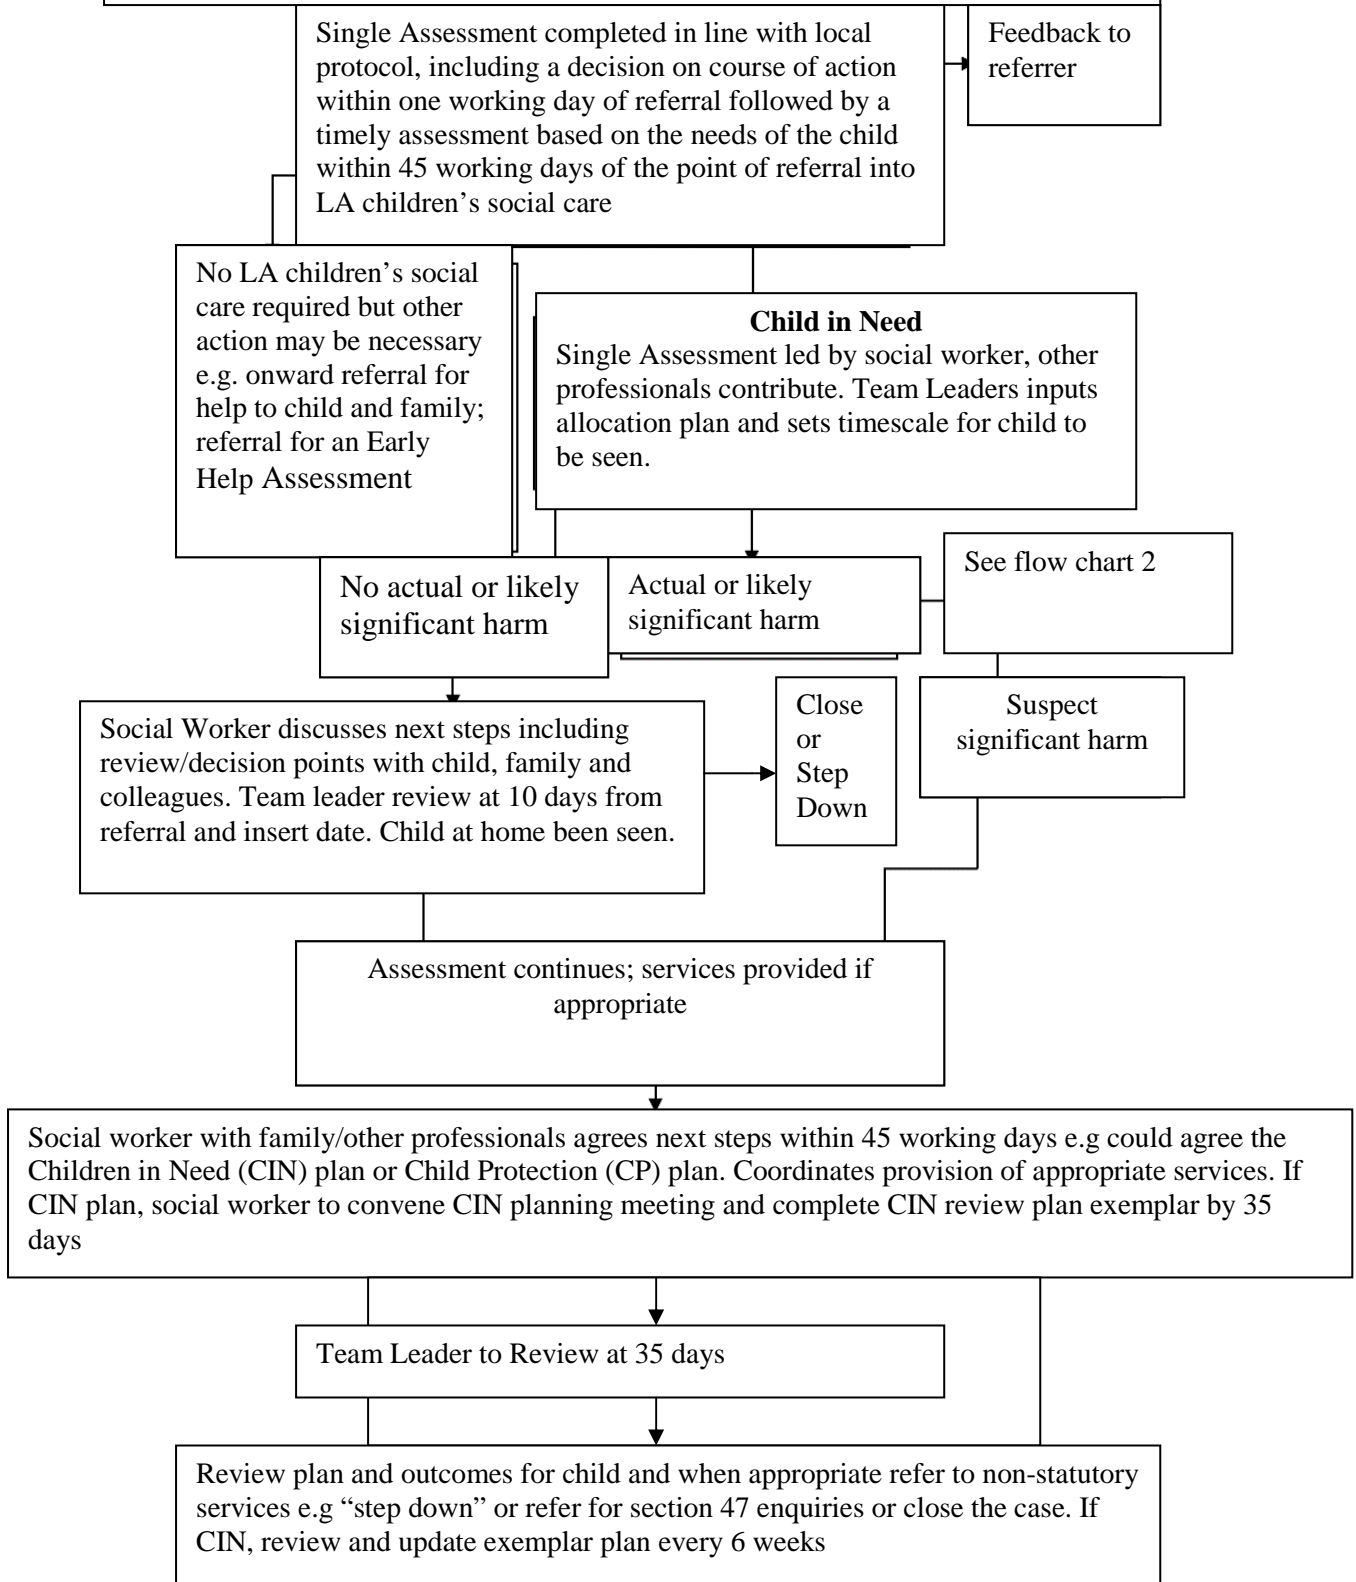 Single Assessment completed in line with local
protocol, including a decision on course of action
within one working day of referral followed by a
timely assessment based on the needs of the child
within 45 working days of the point of referral into
LA children’s social care
Feedback to
referrer
No LA children’s social
care required but other
action may be necessary
e.g. onward referral for
help to child and family;
referral for an Early
Help Assessment
Child in Need
Single Assessment led by social worker, other
professionals contribute. Team Leaders inputs
allocation plan and sets timescale for child to
be seen.
No actual or likely
significant harm
Actual or likely
significant harm
See flow chart 2
Social Worker discusses next steps including
review/decision points with child, family and
colleagues. Team leader review at 10 days from
referral and insert date. Child at home been seen.
Close
or
Step
Down
Suspect
significant harm
Assessment continues; services provided if
appropriate
Social worker with family/other professionals agrees next steps within 45 working days e.g could agree the
Children in Need (CIN) plan or Child Protection (CP) plan. Coordinates provision of appropriate services. If
CIN plan, social worker to convene CIN planning meeting and complete CIN review plan exemplar by 35
days
Team Leader to Review at 35 days
Review plan and outcomes for child and when appropriate refer to non-statutory
services e.g “step down” or refer for section 47 enquiries or close the case. If
CIN, review and update exemplar plan every 6 weeks